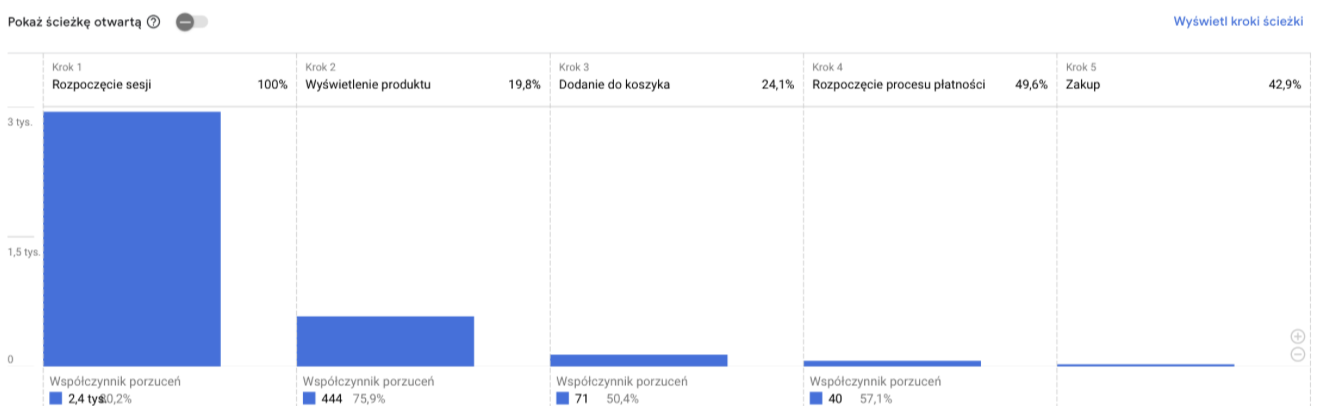 Pokaż ścieżkę otwartą
Wyświetl kroki ścieżki
Krok 1
Rozpoczęcie sesji 100%
Krok 2
Wyświetlenie produktu 19,8%
Krok 3
Dodanie do koszyka 24,1%
Krok 4
Rozpoczęcie procesu płatności 49,6%
Krok 5
Zakup 42,9%
3 tys.
1,5 tys.
0
Współczynnik porzuceń
2,4 tys. 80,2%
Współczynnik porzuceń
444 75,9%
Współczynnik porzuceń
71 50,4%
Współczynnik porzuceń
40 57,1%